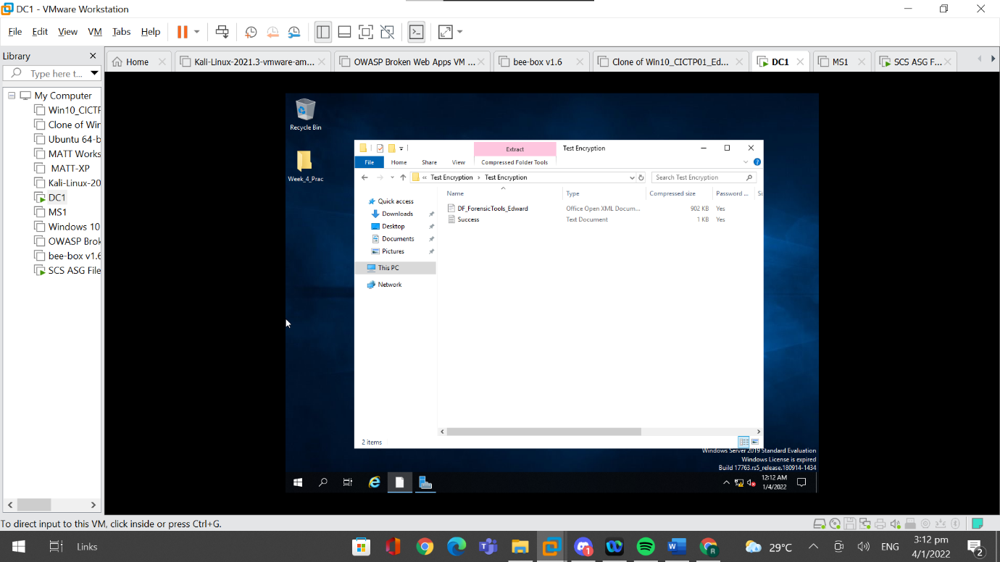 DC1 - VMware Workstation
File Edit View VM Tabs Help
Library
Type here t...
Home
Kali-Linux-2021.3-vmware-am...
OWASP Broken Web Apps VM ...
bee-box v1.6
Clone of Win10_CICTP01_Ed...
DC1
MS1
SCS ASG F...
My Computer
Win10_CICTP
Clone of Win
Ubuntu 64-b
MATT Works
MATT-XP
Kali-Linux-20
DC1
MS1
Windows 10
OWASP Brok
bee-box v1.6
SCS ASG File
Recycle Bin
Week_4_Prac
Extract
Test Encryption
File Home Share View Compressed Folder Tools
« Test Encryption › Test Encryption
Search Test Encryption
Name Type Compressed size Password ... Si
Quick access
Downloads
Desktop
Documents
Pictures
This PC
Network
DF_ForensicTools_Edward Office Open XML Docum... 902 KB Yes
Success Text Document 1 KB Yes
2 items
Windows Server 2019 Standard Evaluation
Windows License is expired
Build 17763.rs5_release.180914-1434
12:12 AM
1/4/2022
To direct input to this VM, click inside or press Ctrl+G.
Links
1
29°C
ENG
3:12 pm
4/1/2022
2